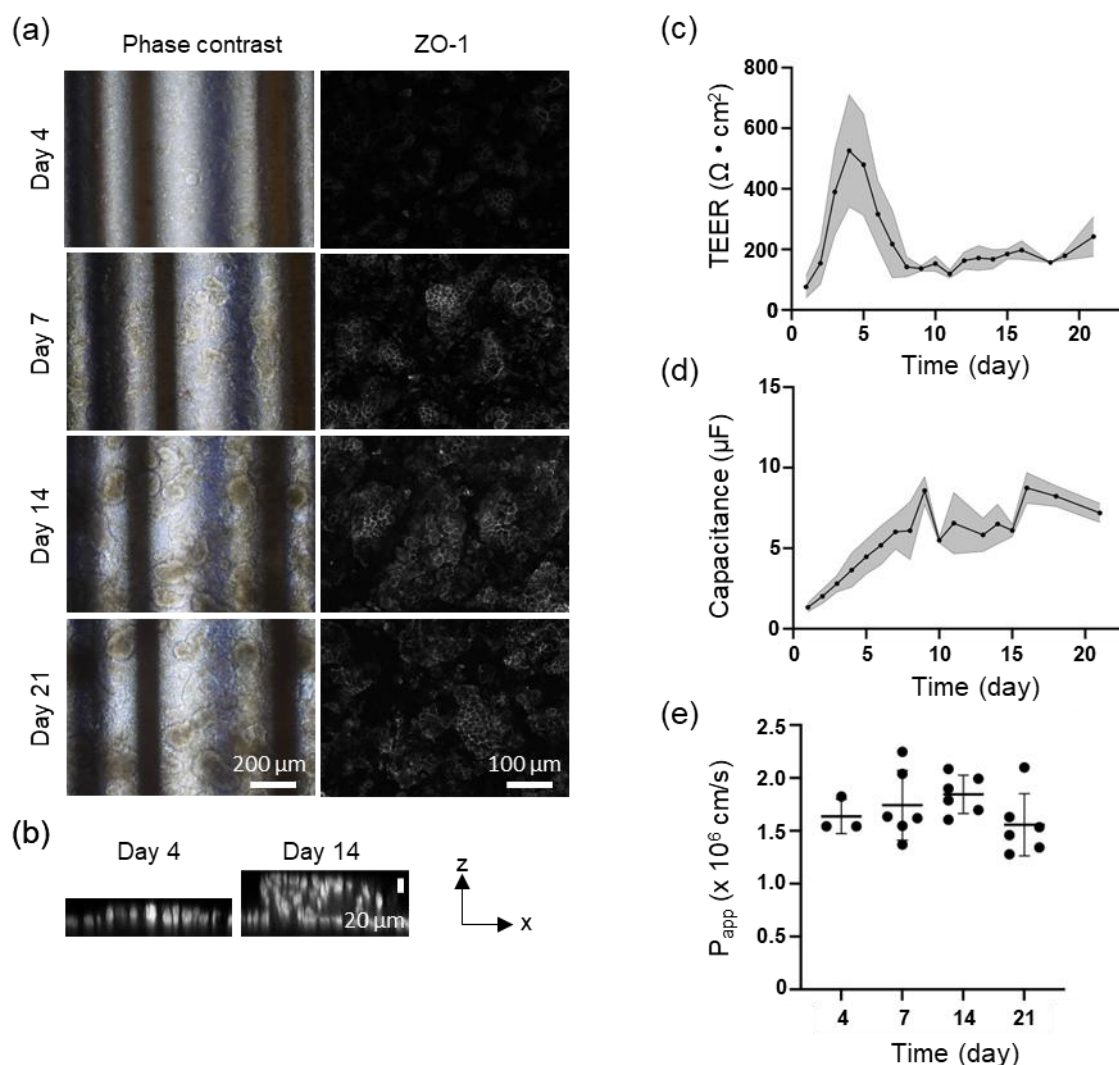 (a)
Phase contrast
ZO-1
Day 4
Day 7
Day 14
Day 21
200 µm
100 µm
(b)
Day 4
Day 14
20 µm
z
x
(c)
800
600
400
200
0
TEER (Ω • cm²)
0 5 10 15 20
Time (day)
(d)
15
10
5
0
Capacitance (µF)
0 5 10 15 20
Time (day)
(e)
2.5
2.0
1.5
1.0
0.5
0
Papp (x 10⁶ cm/s)
4 7 14 21
Time (day)